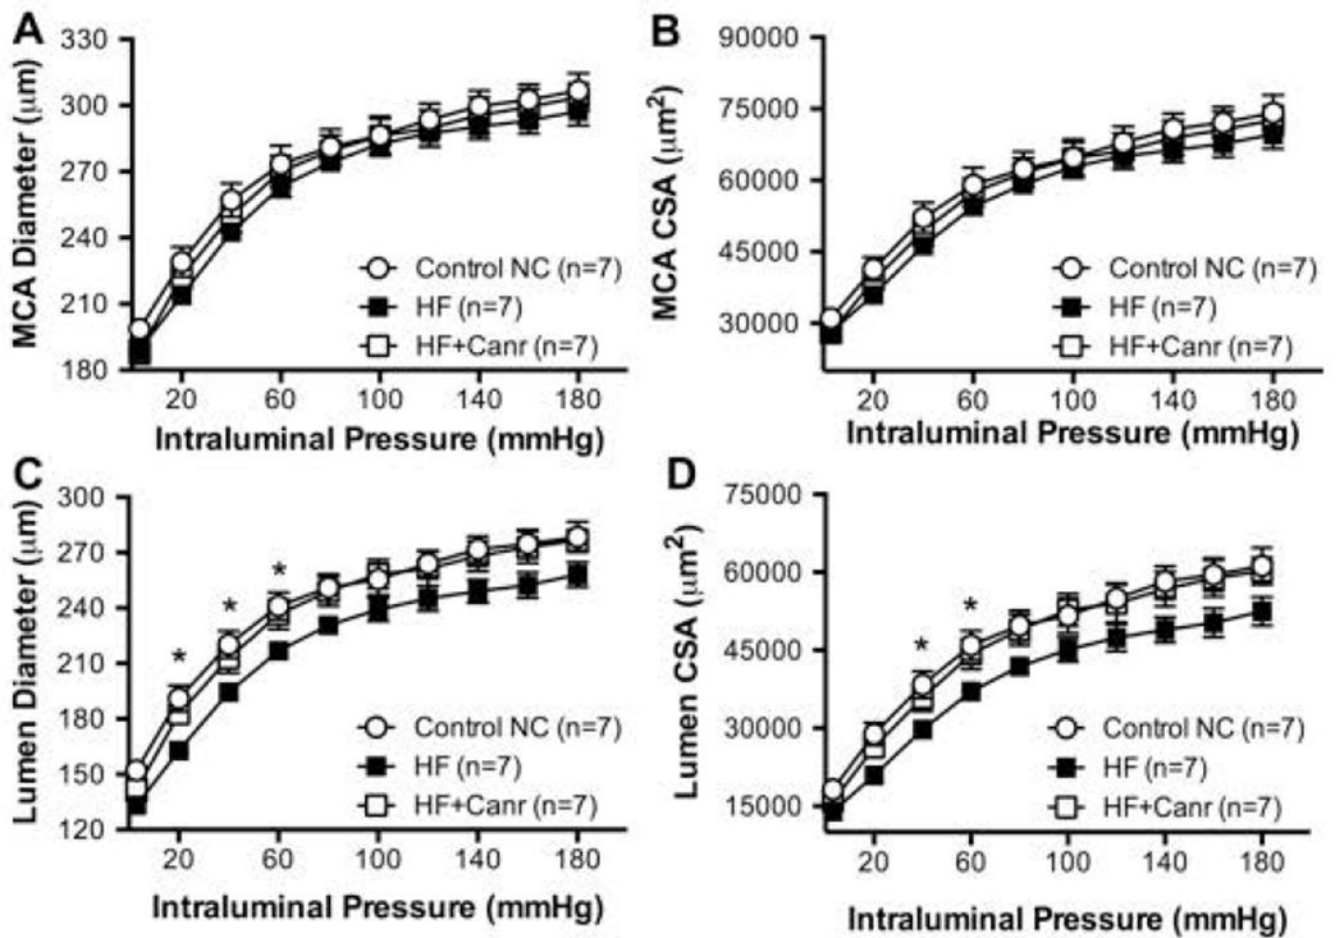 A
MCA Diameter (μm)
330
300
270
240
210
180
Control NC (n=7)
HF (n=7)
HF+Canr (n=7)
20 60 100 140 180
Intraluminal Pressure (mmHg)
B
MCA CSA (μm²)
90000
75000
60000
45000
30000
Control NC (n=7)
HF (n=7)
HF+Canr (n=7)
20 60 100 140 180
Intraluminal Pressure (mmHg)
C
Lumen Diameter (μm)
300
270
240
210
180
150
120
* * *
Control NC (n=7)
HF (n=7)
HF+Canr (n=7)
20 60 100 140 180
Intraluminal Pressure (mmHg)
D
Lumen CSA (μm²)
75000
60000
45000
30000
15000
* *
Control NC (n=7)
HF (n=7)
HF+Canr (n=7)
20 60 100 140 180
Intraluminal Pressure (mmHg)